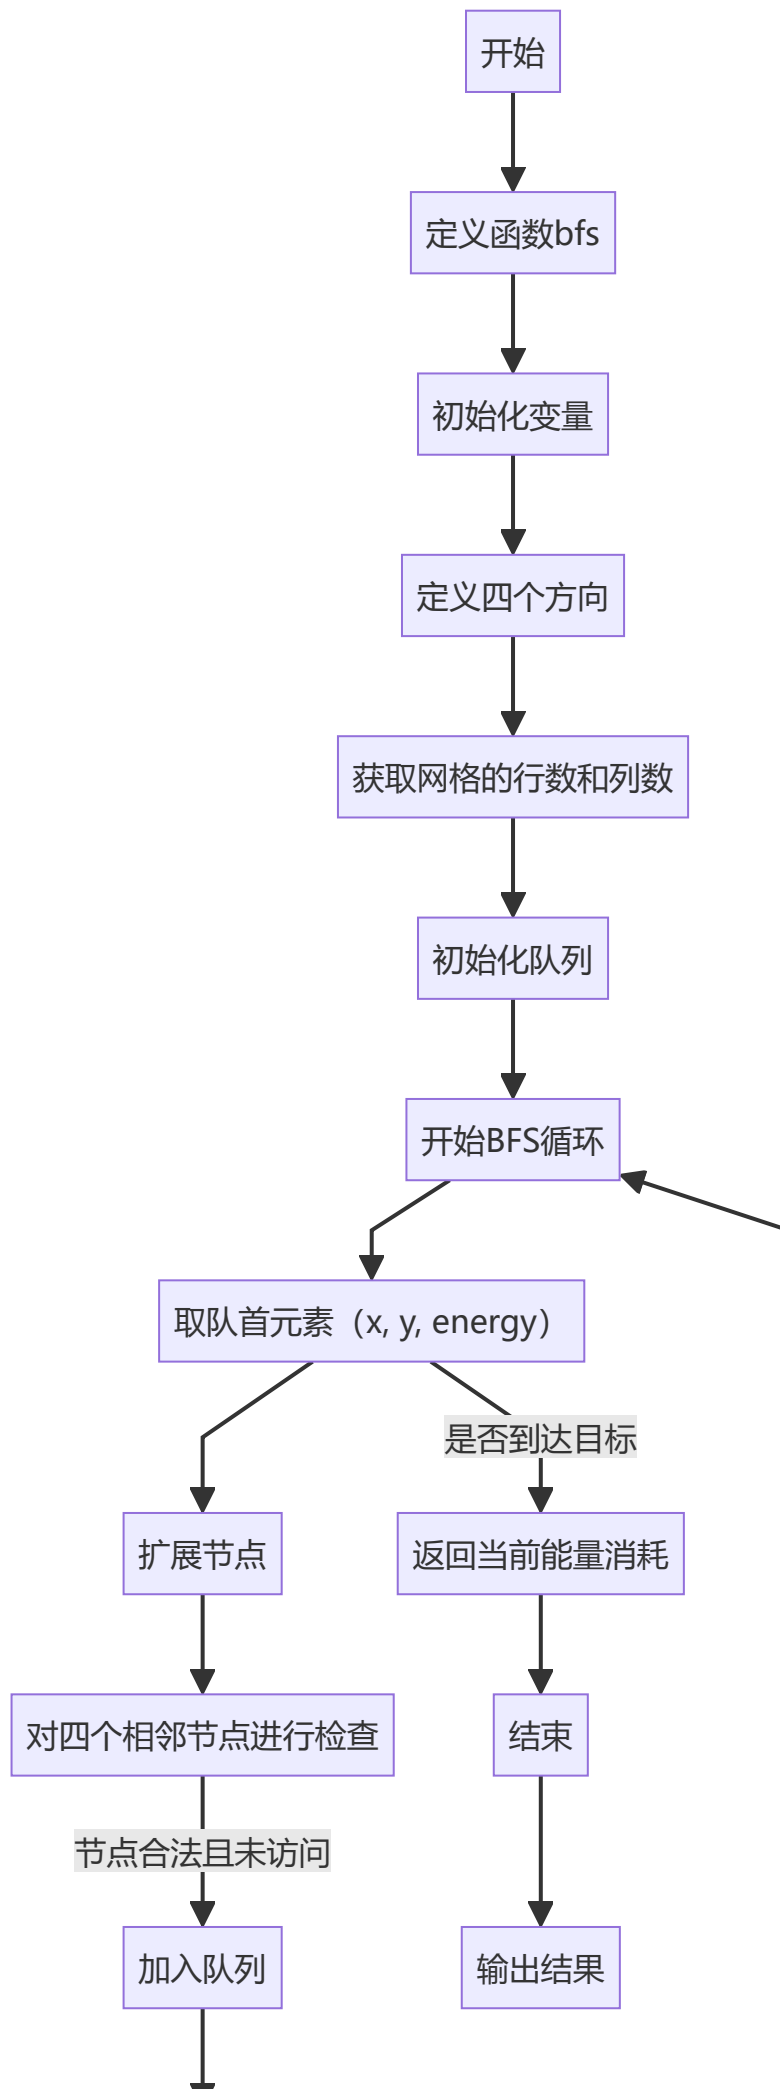 开始
定义函数bfs
初始化变量
定义四个方向
获取网格的行数和列数
初始化队列
开始BFS循环
取队首元素（x, y, energy）
是否到达目标
扩展节点
返回当前能量消耗
对四个相邻节点进行检查
结束
节点合法且未访问
加入队列
输出结果